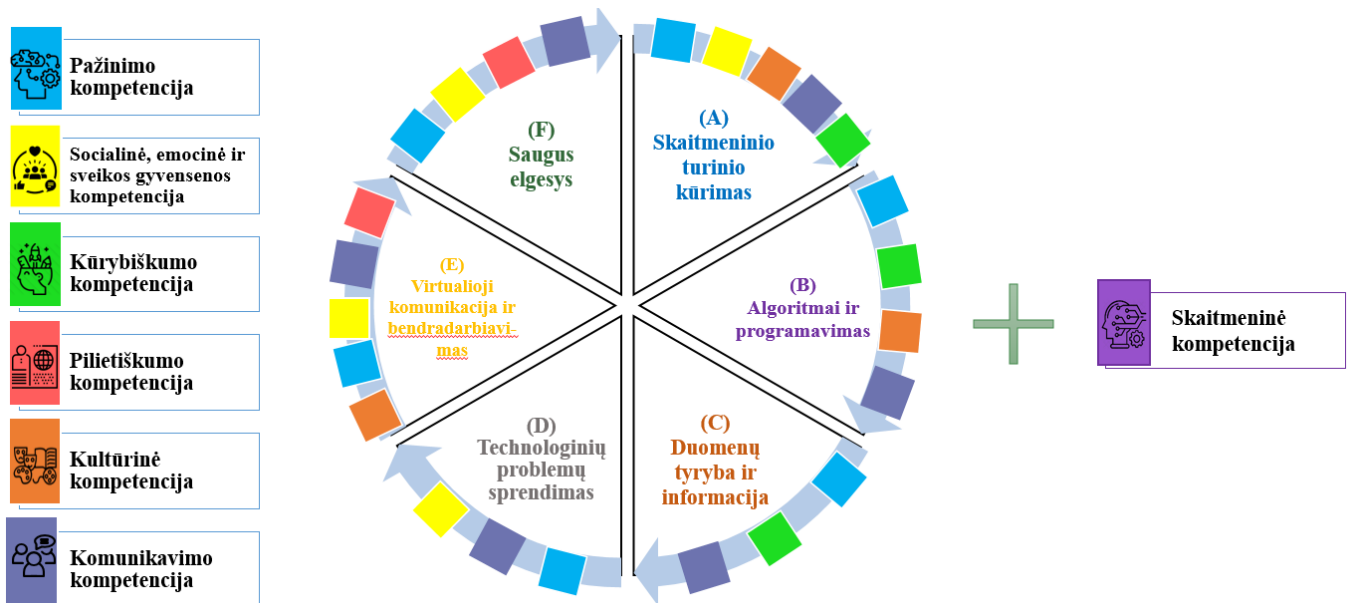 Pažinimo
kompetencija
Socialinė, emocinė ir
sveikos gyvensenos
kompetencija
Kūrybiškumo
kompetencija
Pilietiškumo
kompetencija
Kultūrinė
kompetencija
Komunikavimo
kompetencija
(F)
Saugus
elgesys
(A)
Skaitmeninio
turinio
kūrimas
(E)
Virtualioji
komunikacija ir
bendradarbiavi-
mas
(B)
Algoritmai ir
programavimas
(D)
Technologinių
problemų
sprendimas
(C)
Duomenų
tyryba ir
informacija
Skaitmeninė
kompetencija